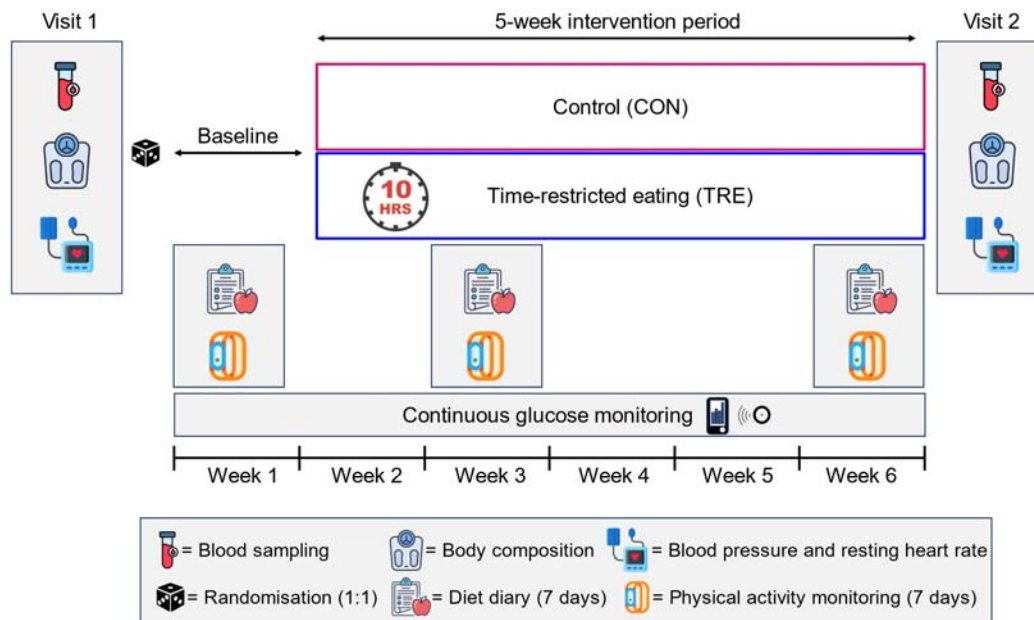 Visit 1
5-week intervention period
Visit 2
Control (CON)
Baseline
10
HRS
Time-restricted eating (TRE)
Continuous glucose monitoring
Week 1
Week 2
Week 3
Week 4
Week 5
Week 6
= Blood sampling
= Body composition
= Blood pressure and resting heart rate
= Randomisation (1:1)
= Diet diary (7 days)
= Physical activity monitoring (7 days)